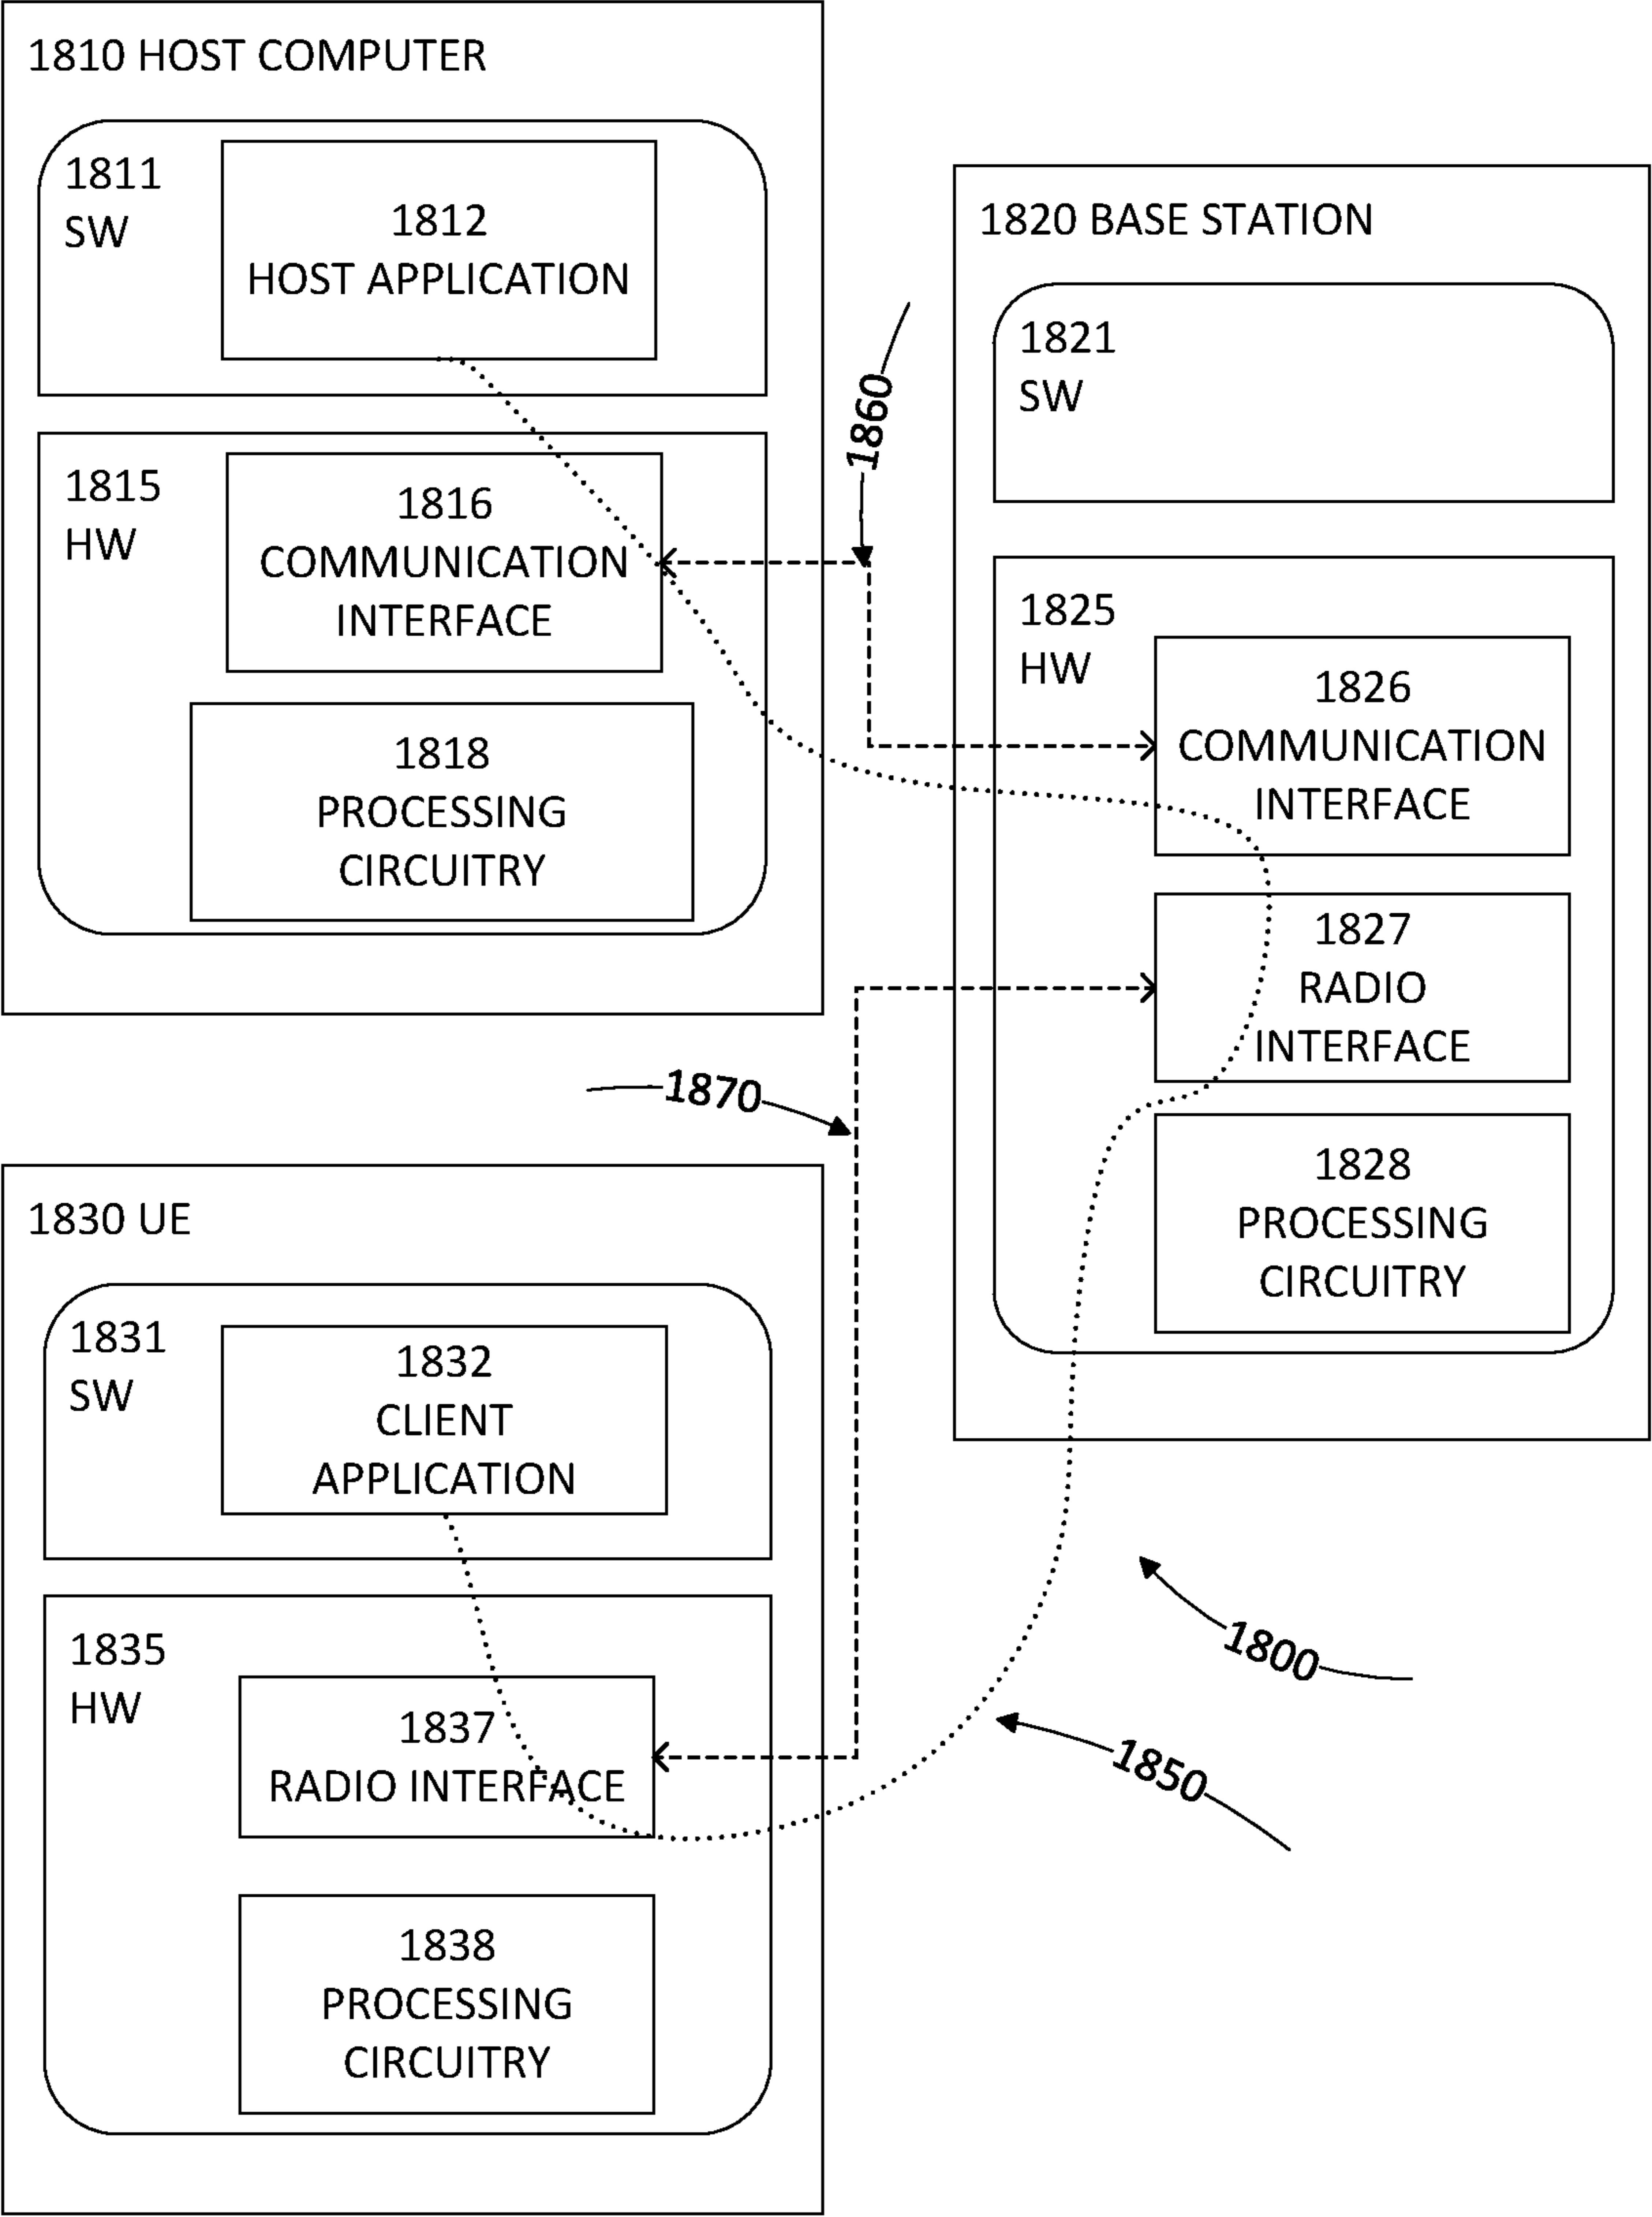 1810 HOST COMPUTER
1811
SW
1812
HOST APPLICATION
1815
HW
1816
COMMUNICATION
INTERFACE
1818
PROCESSING
CIRCUITRY
1860
1820 BASE STATION
1821
SW
1825
HW
1826
COMMUNICATION
INTERFACE
1827
RADIO
INTERFACE
1828
PROCESSING
CIRCUITRY
1870
1830 UE
1831
SW
1832
CLIENT
APPLICATION
1835
HW
1837
RADIO INTERFACE
1838
PROCESSING
CIRCUITRY
1800
1850